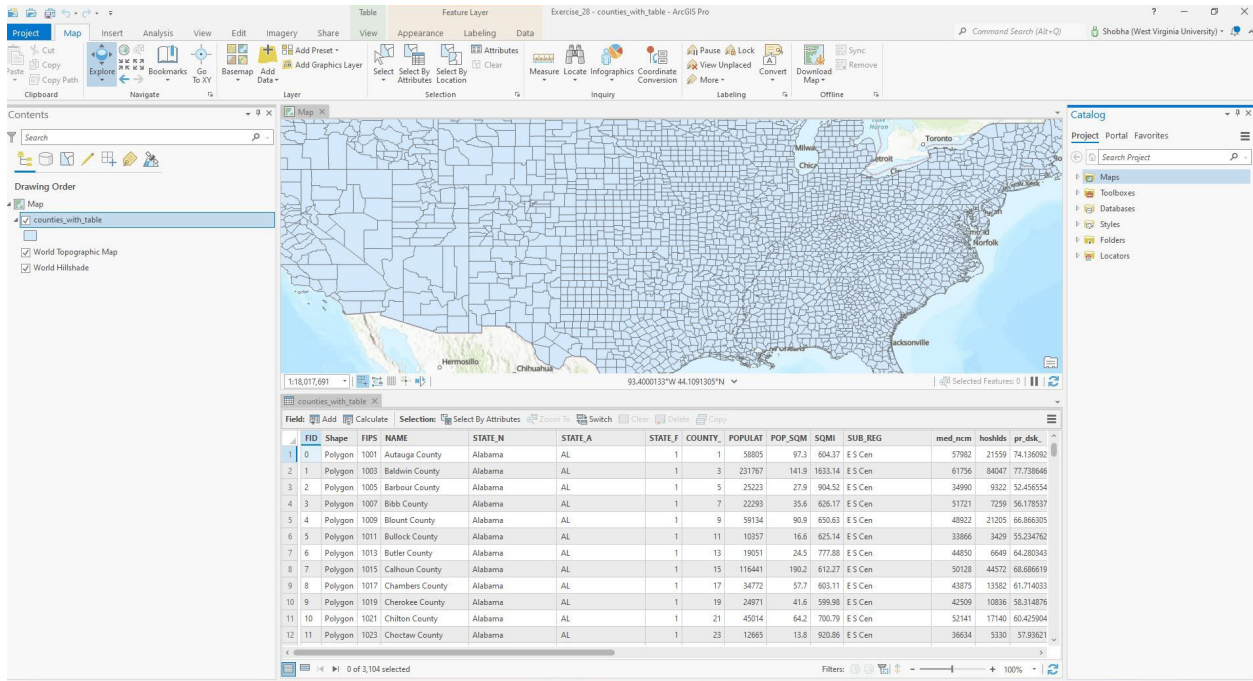 Table Feature Layer Exercise_28 - counties_with_table - ArcGIS Pro ?
Project Map Insert Analysis View Edit Imagery Share View Appearance Labeling Data Command Search (Alt+Q) Shobha (West Virginia University)
Paste Cut Copy Copy Path
Explore Bookmarks Go To XY
Basemap Add Data Add Preset Add Graphics Layer
Select Select By Attributes Select By Location Attributes Clear
Measure Locate Infographics Coordinate Conversion
Pause Lock View Unplaced More Convert
Download Map Sync Remove
Clipboard Navigate Layer Selection Inquiry Labeling Offline
Contents
Search
Drawing Order
Map
counties_with_table
World Topographic Map
World Hillshade
Map
Huron
Toronto
Milwa
Chica
etroit
Norfolk
acksonville
Hermosillo
Chihuahua
1:18,017,691 93.4000133°W 44.1091305°N Selected Features: 0
counties_with_table
Field: Add Calculate Selection: Select By Attributes Zoom To Switch Clear Delete Copy
FID Shape FIPS NAME STATE_N STATE_A STATE_F COUNTY_ POPULAT POP_SQM SQMI SUB_REG med_ncm hoshlds pr_dsk_
1 0 Polygon 1001 Autauga County Alabama AL 1 1 58805 97.3 604.37 E S Cen 57982 21559 74.136092
2 1 Polygon 1003 Baldwin County Alabama AL 1 3 231767 141.9 1633.14 E S Cen 61756 84047 77.738646
3 2 Polygon 1005 Barbour County Alabama AL 1 5 25223 27.9 904.52 E S Cen 34990 9322 52.456554
4 3 Polygon 1007 Bibb County Alabama AL 1 7 22293 35.6 626.17 E S Cen 51721 7259 56.178537
5 4 Polygon 1009 Blount County Alabama AL 1 9 59134 90.9 650.63 E S Cen 48922 21205 66.866305
6 5 Polygon 1011 Bullock County Alabama AL 1 11 10357 16.6 625.14 E S Cen 33866 3429 55.234762
7 6 Polygon 1013 Butler County Alabama AL 1 13 19051 24.5 777.88 E S Cen 44850 6649 64.280343
8 7 Polygon 1015 Calhoun County Alabama AL 1 15 116441 190.2 612.27 E S Cen 50128 44572 68.686619
9 8 Polygon 1017 Chambers County Alabama AL 1 17 34772 57.7 603.11 E S Cen 43875 13582 61.714033
10 9 Polygon 1019 Cherokee County Alabama AL 1 19 24971 41.6 599.98 E S Cen 42509 10836 58.314876
11 10 Polygon 1021 Chilton County Alabama AL 1 21 45014 64.2 700.79 E S Cen 52141 17140 60.425904
12 11 Polygon 1023 Choctaw County Alabama AL 1 23 12665 13.8 920.86 E S Cen 36634 5330 57.93621
0 of 3,104 selected Filters: 100%
Catalog
Project Portal Favorites
Search Project
Maps
Toolboxes
Databases
Styles
Folders
Locators